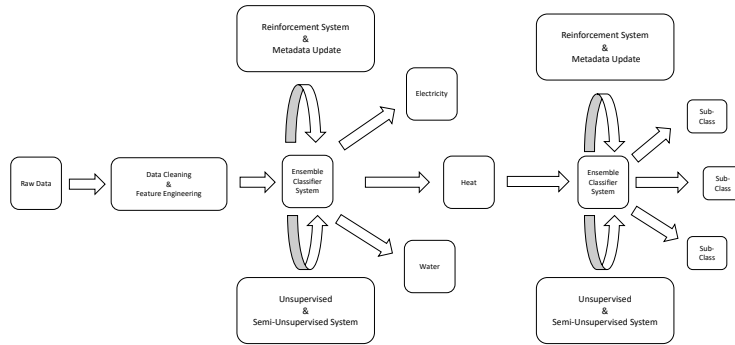 Reinforcement System
&
Metadata Update
Reinforcement System
&
Metadata Update
Electricity
Sub-
Class
Raw Data
Data Cleaning
&
Feature Engineering
Ensemble
Classifier
System
Heat
Ensemble
Classifier
System
Sub-
Class
Sub-
Class
Water
Unsupervised
&
Semi-Unsupervised System
Unsupervised
&
Semi-Unsupervised System